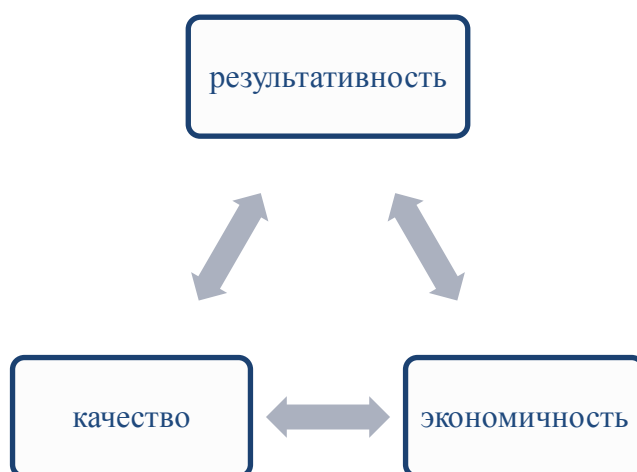 результативность
качество
экономичность